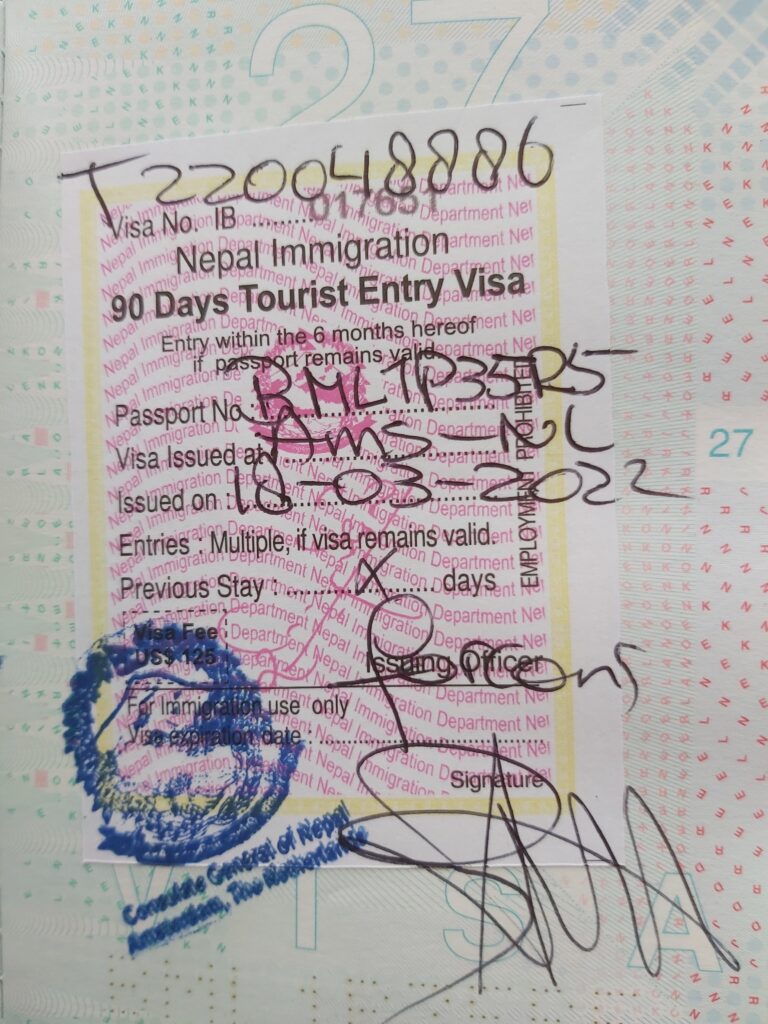 27
T220048886
Visa No. IB .......... 017651
Nepal Immigration
90 Days Tourist Entry Visa
Entry within the 6 months hereof
if passport remains valid.
Passport No.
Visa Issued at AMS-NL
Issued on : 18-03-2022
Entries : Multiple, if visa remains valid.
Previous Stay : .......... X .......... days
EMPLOYMENT PROHIBITED
Visa Fee :
US$ 125
Issuing Officer
For Immigration use only
Visa expiration date : ..............................
Signature
Consulate General of Nepal
Amsterdam, The Netherlands
27
VISA